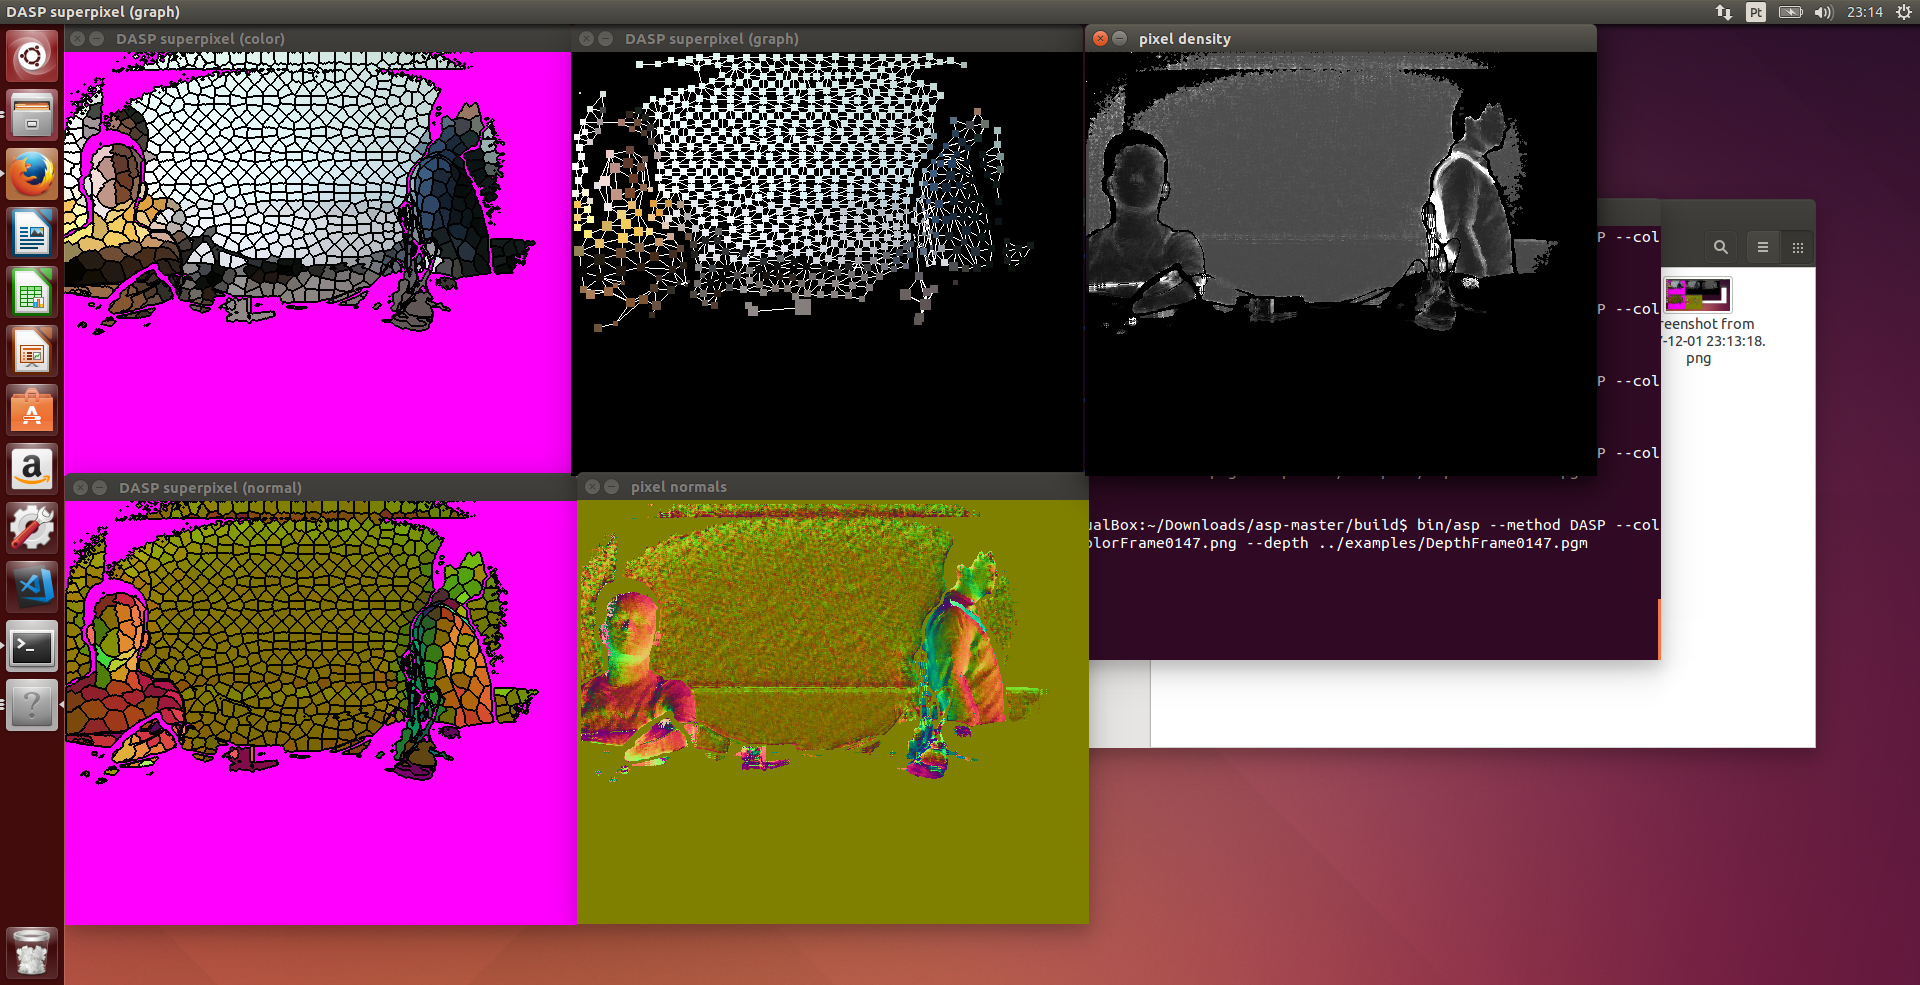 DASP superpixel (graph)
Pt
23:14
DASP superpixel (color)
DASP superpixel (graph)
pixel density
P --col
P --col
P --col
P --col
ualBox:~/Downloads/asp-master/build$ bin/asp --method DASP --col
olorFrame0147.png --depth ../examples/DepthFrame0147.pgm
reenshot from
-12-01 23:13:18.
png
DASP superpixel (normal)
pixel normals